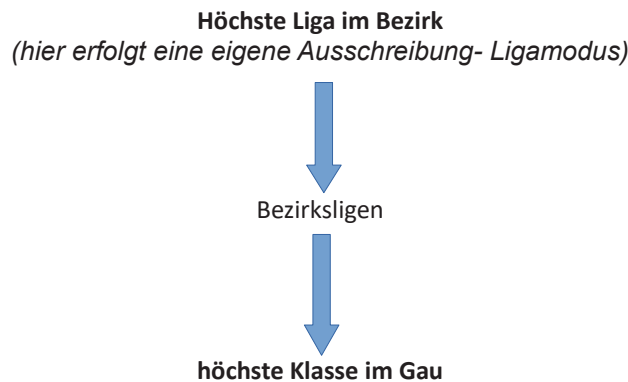 Höchste Liga im Bezirk
(hier erfolgt eine eigene Ausschreibung- Ligamodus)
Bezirksligen
höchste Klasse im Gau